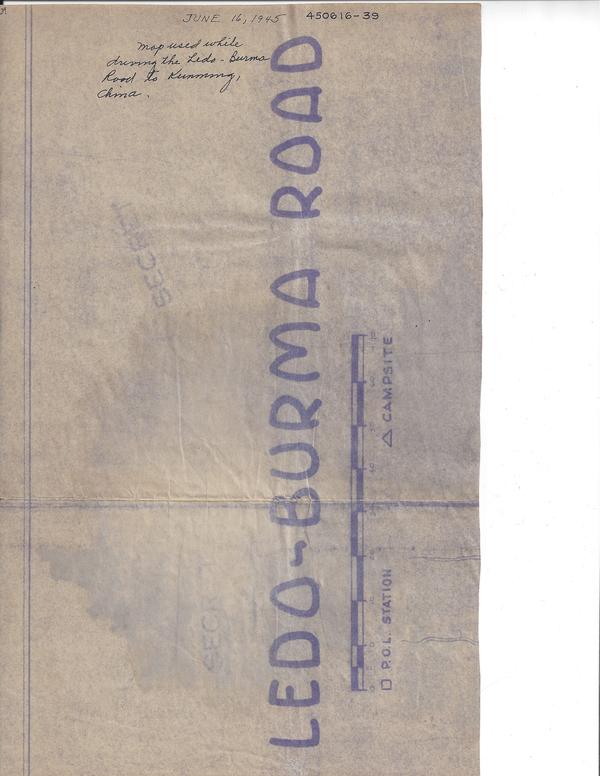 JUNE 16, 1945 450616-39
Map used while
driving the Ledo-Burma
Road to Kunming,
China.
SECRET
LEDO-BURMA ROAD
SECRET
△ CAMPSITE
□ P.O.L. STATION